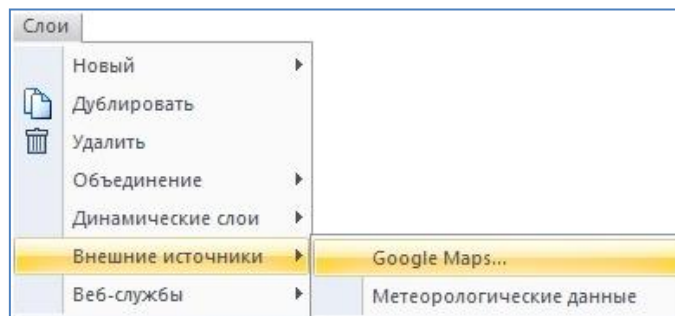 Слои
Новый
Дублировать
Удалить
Объединение
Динамические слои
Внешние источники
Google Maps...
Веб-службы
Метеорологические данные